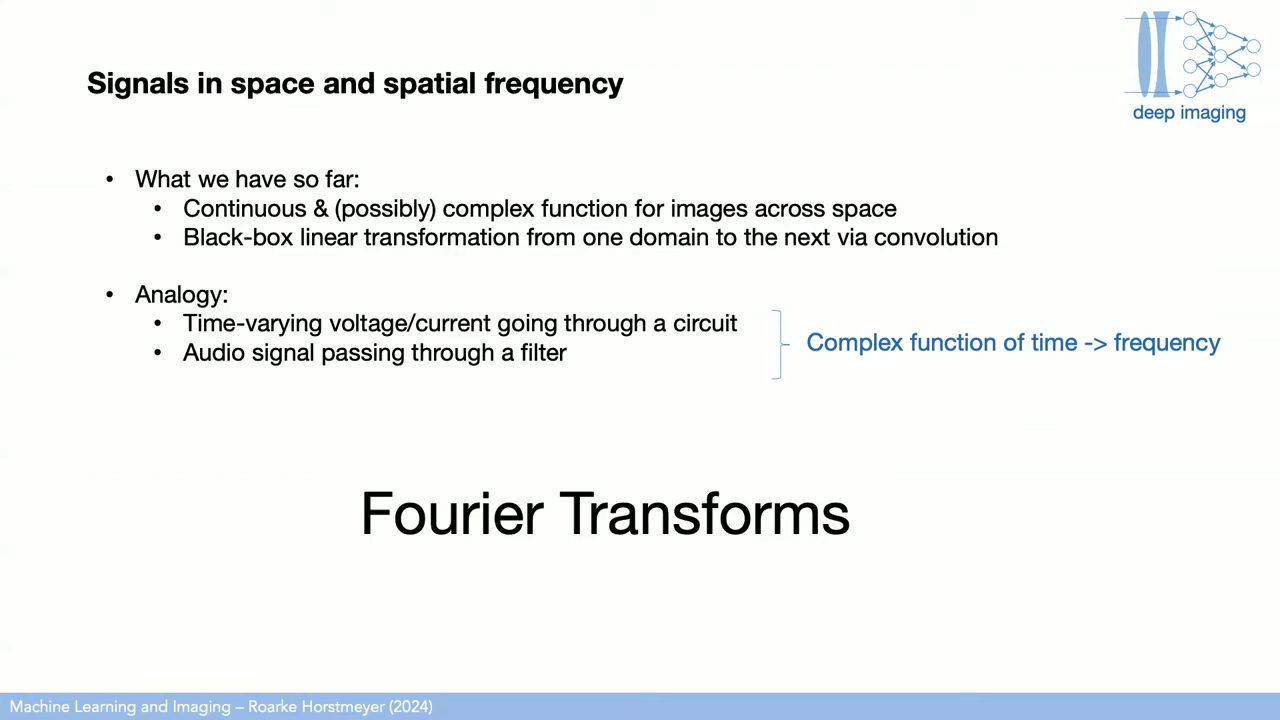 Signals in space and spatial frequency
deep imaging
• What we have so far:
• Continuous & (possibly) complex function for images across space
• Black-box linear transformation from one domain to the next via convolution
• Analogy:
• Time-varying voltage/current going through a circuit
• Audio signal passing through a filter
Complex function of time -> frequency
Fourier Transforms
Machine Learning and Imaging – Roarke Horstmeyer (2024)